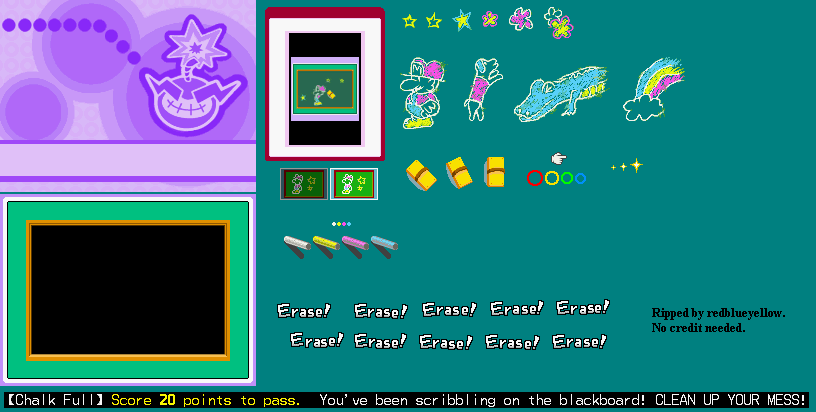 Erase! Erase! Erase! Erase! Erase!
Erase! Erase! Erase! Erase! Erase!
Ripped by redblueyellow.
No credit needed.
【Chalk Full】 Score 20 points to pass. You've been scribbling on the blackboard! CLEAN UP YOUR MESS!